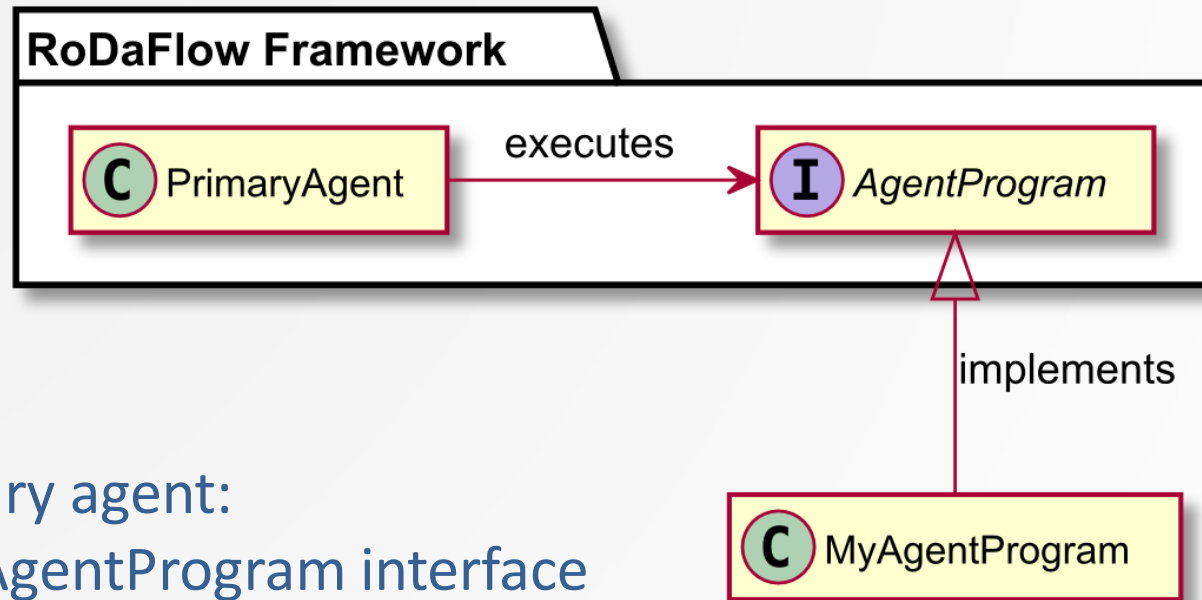 RoDaFlow Framework
C PrimaryAgent
executes
I AgentProgram
implements
C MyAgentProgram
ry agent:
AgentProgram interface